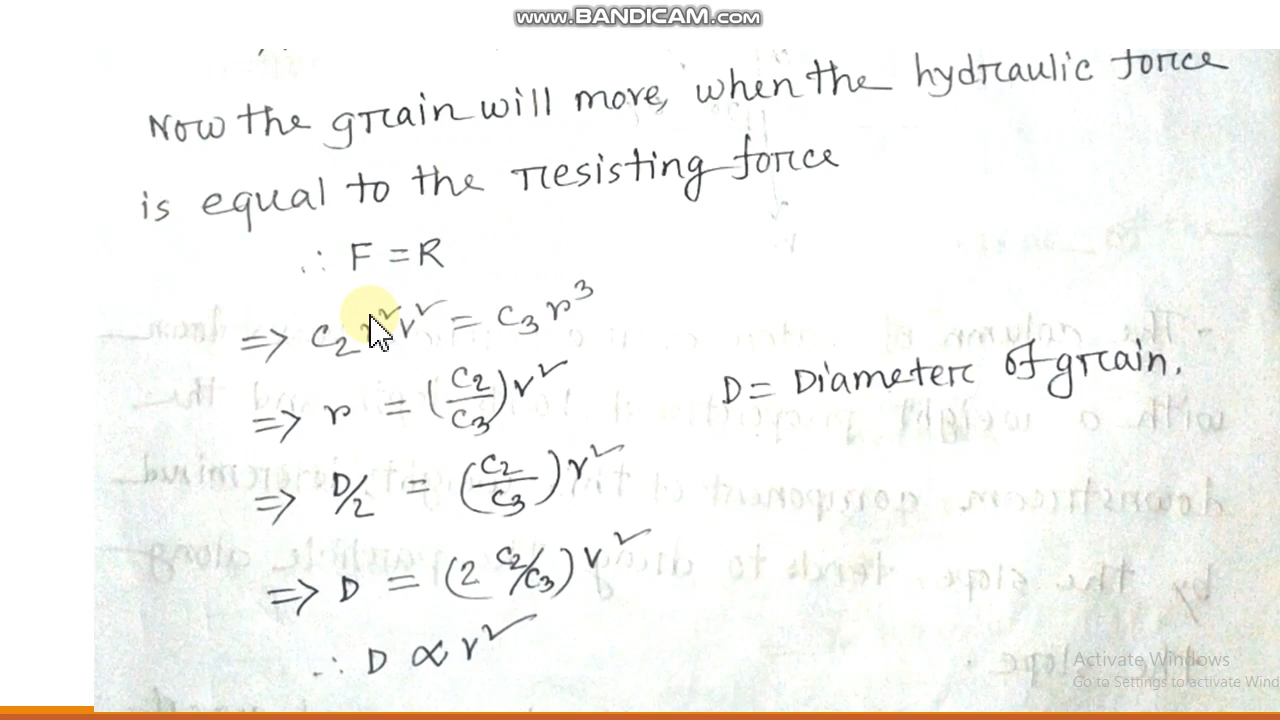 www.BANDICAM.com
Now the grain will more, when the hydraulic force
is equal to the resisting force
∴ F = R
=> C₂ r² v² = C₃ r³
=> r = (C₂/C₃) v²
=> D/2 = (C₂/C₃) v²
D = Diameter of grain.
=> D = (2 C₂/C₃) v²
∴ D ∝ v²
Activate Windows
Go to Settings to activate Wind